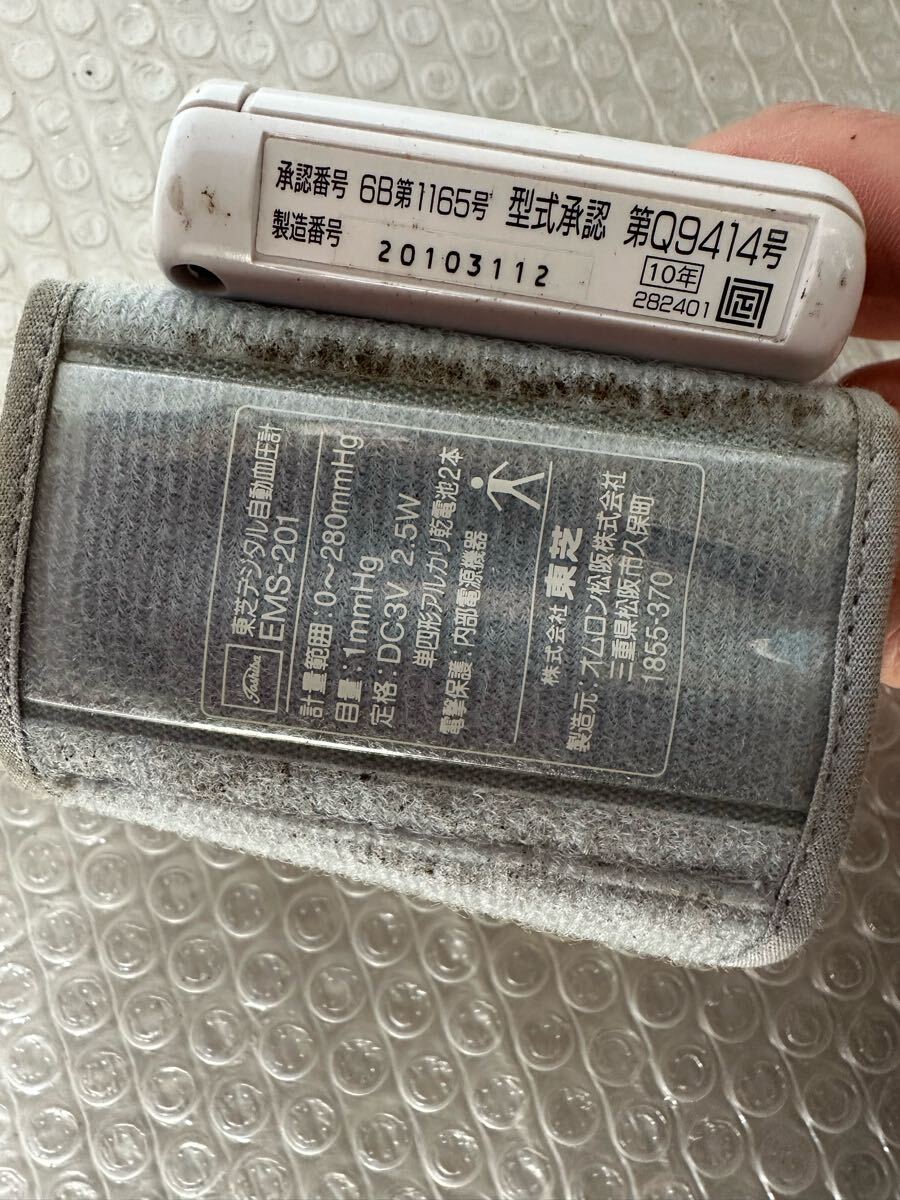 承認番号 6B第1165号 型式承認 第Q9414号
製造番号 20103112 10年
282401
Toshiba
東芝デジタル自動血圧計
EMS-201
計量範囲:0〜280mmHg
目量:1mmHg
定格:DC3V 2.5W
単四形アルカリ乾電池2本
電撃保護:内部電源機器
株式会社 東芝
製造元:オムロン松阪株式会社
三重県松阪市久保町
1855-370